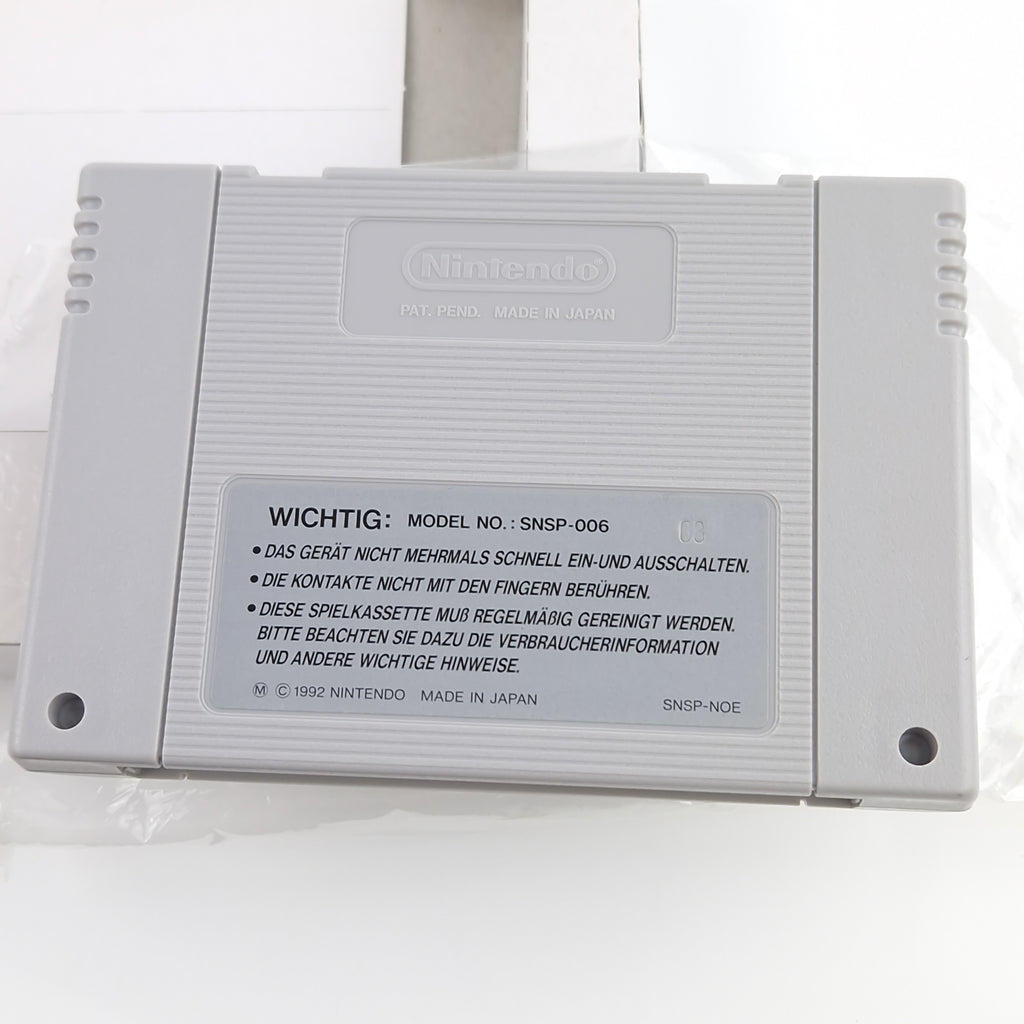 Nintendo®
PAT. PEND. MADE IN JAPAN
WICHTIG: MODEL NO.: SNSP-006
03
• DAS GERÄT NICHT MEHRMALS SCHNELL EIN-UND AUSSCHALTEN.
• DIE KONTAKTE NICHT MIT DEN FINGERN BERÜHREN.
• DIESE SPIELKASSETTE MUß REGELMÄßIG GEREINIGT WERDEN.
BITTE BEACHTEN SIE DAZU DIE VERBRAUCHERINFORMATION
UND ANDERE WICHTIGE HINWEISE.
Ⓜ © 1992 NINTENDO MADE IN JAPAN
SNSP-NOE